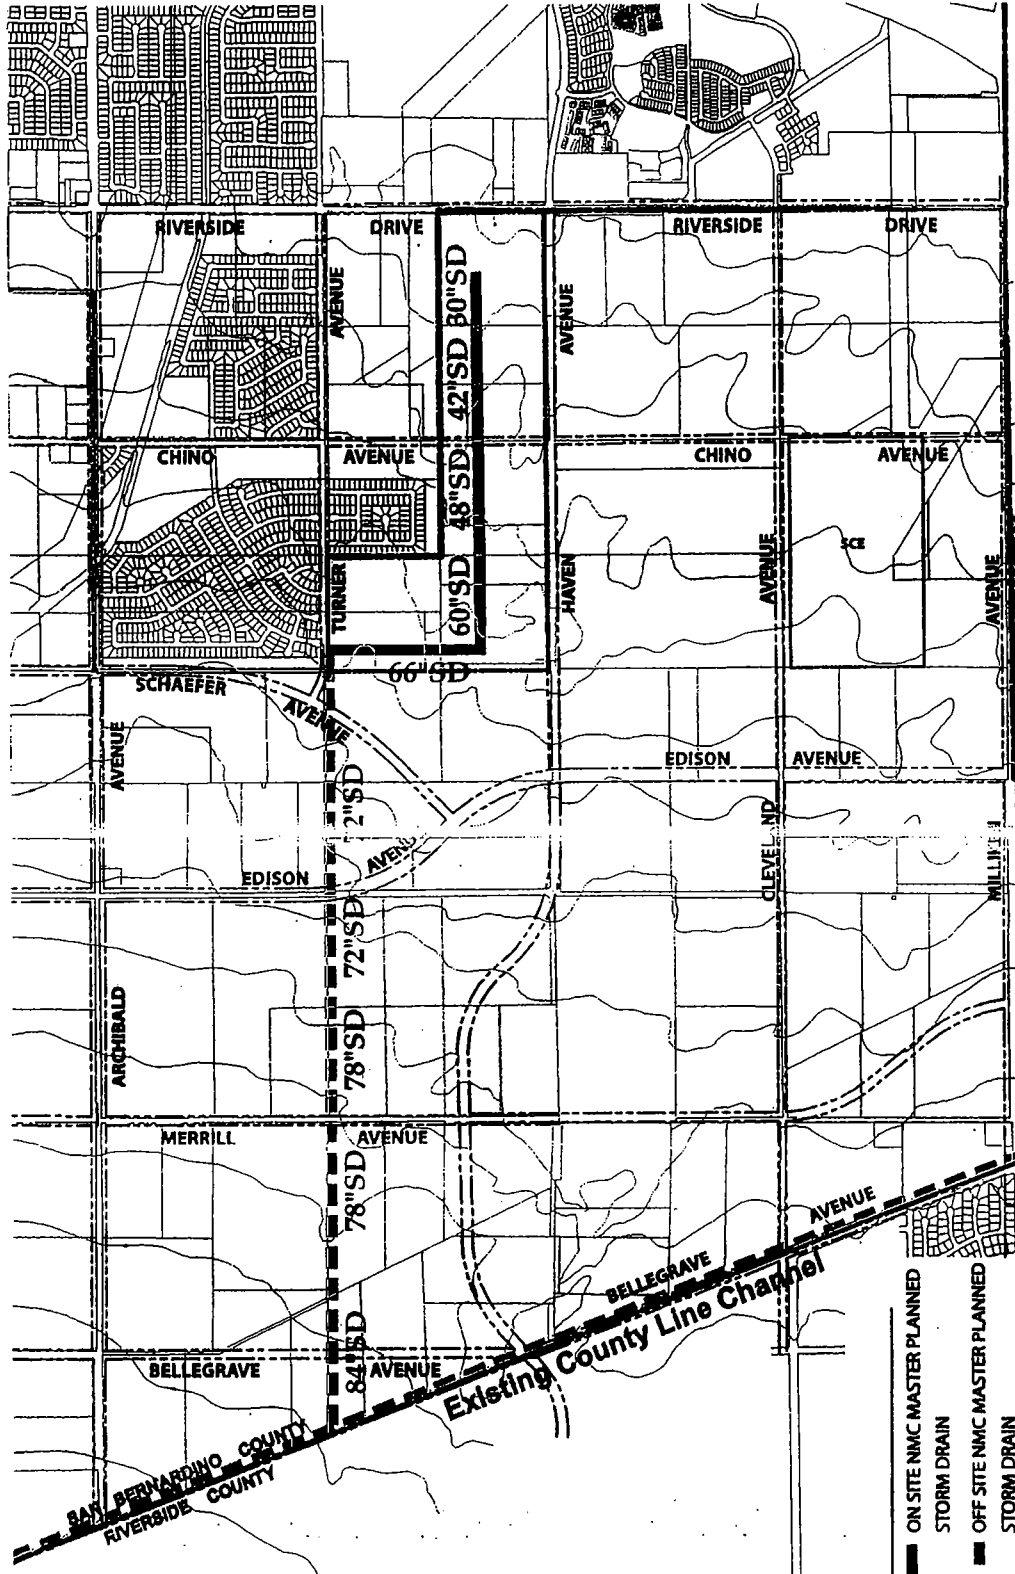 RIVERSIDE DRIVE RIVERSIDE DRIVE
AVENUE
30"SD
AVENUE
42"SD
CHINO AVENUE CHINO AVENUE
48"SD
SCE
AVENUE
HAVEN
AVENUE
TURNER
60"SD
66"SD
SCHAEFER
AVENUE
AVENUE
EDISON AVENUE
2"SD
EDISON
72"SD
ARCHIBALD
78"SD
MERRILL AVENUE
78"SD
AVENUE
BELLEGRAVE
Existing County Line Channel
84"SD
BELLEGRAVE AVENUE
SAN BERNARDINO COUNTY
RIVERSIDE COUNTY
ON SITE NMC MASTER PLANNED
STORM DRAIN
OFF SITE NMC MASTER PLANNED
STORM DRAIN